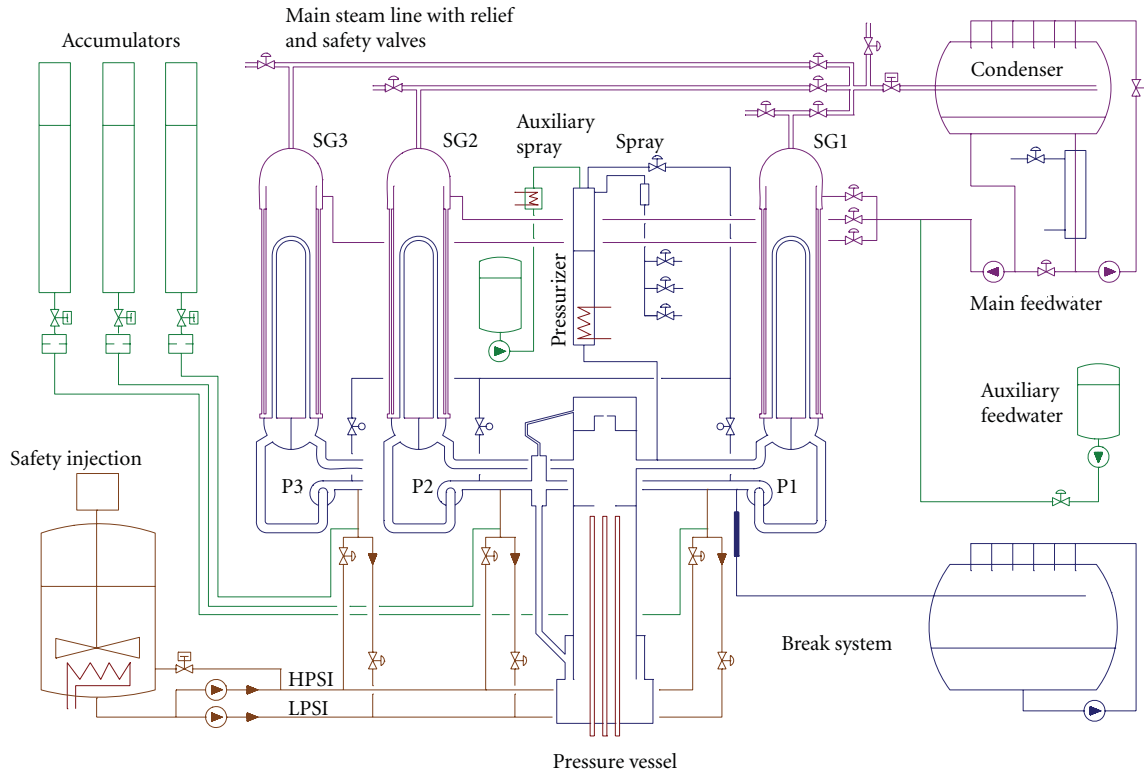 Main steam line with relief
and safety valves
Accumulators
Condenser
SG3
SG2
Auxiliary
spray
Spray
SG1
Pressurizer
Main feedwater
Auxiliary
feedwater
Safety injection
P3
P2
P1
Break system
HPSI
LPSI
Pressure vessel